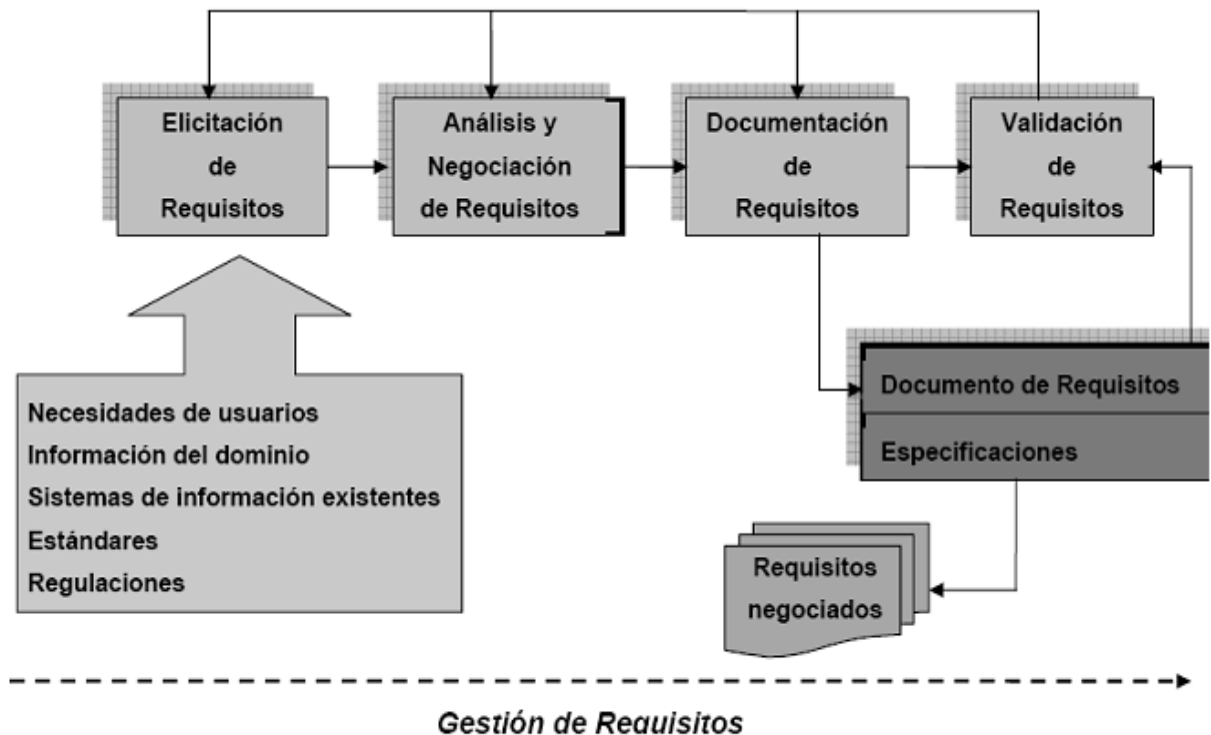 Elicitación
de
Requisitos
Análisis y
Negociación
de Requisitos
Documentación
de
Requisitos
Validación
de
Requisitos
Necesidades de usuarios
Información del dominio
Sistemas de información existentes
Estándares
Regulaciones
Documento de Requisitos
Especificaciones
Requisitos
negociados
Gestión de Requisitos